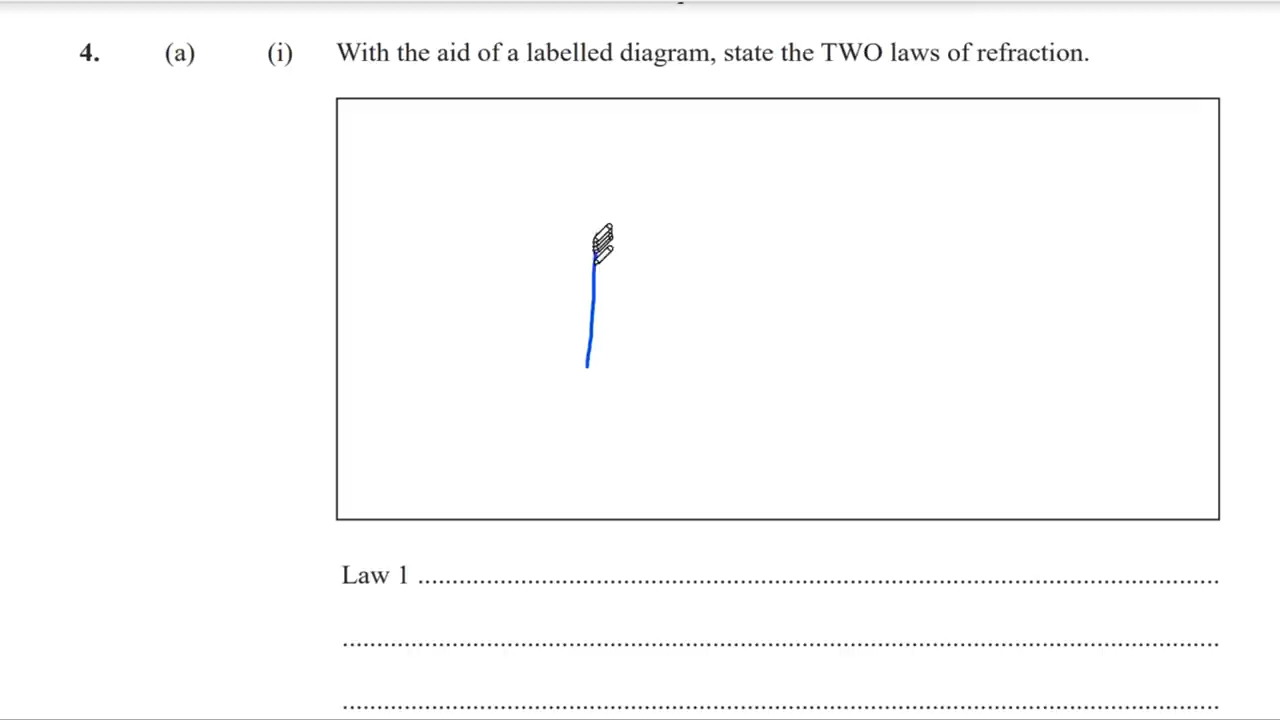 4. (a) (i) With the aid of a labelled diagram, state the TWO laws of refraction.
Law 1 ........................................................................................................................
....................................................................................................................................
....................................................................................................................................